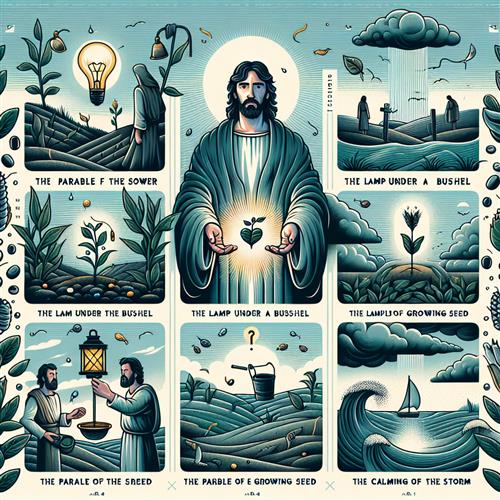 THE PARABLE F THE SOWER
THE LAMP UNDER A BUSHEL
THE LAM UNDER THE BUSHEL
THE LAMP UNDER A BUSSHEL
THE LAMPLS OF GROWING SEED
THE PARALE OF THE SREED
THE PARBLE OF E GROWING SEED
THE CALMING OF THE STORM